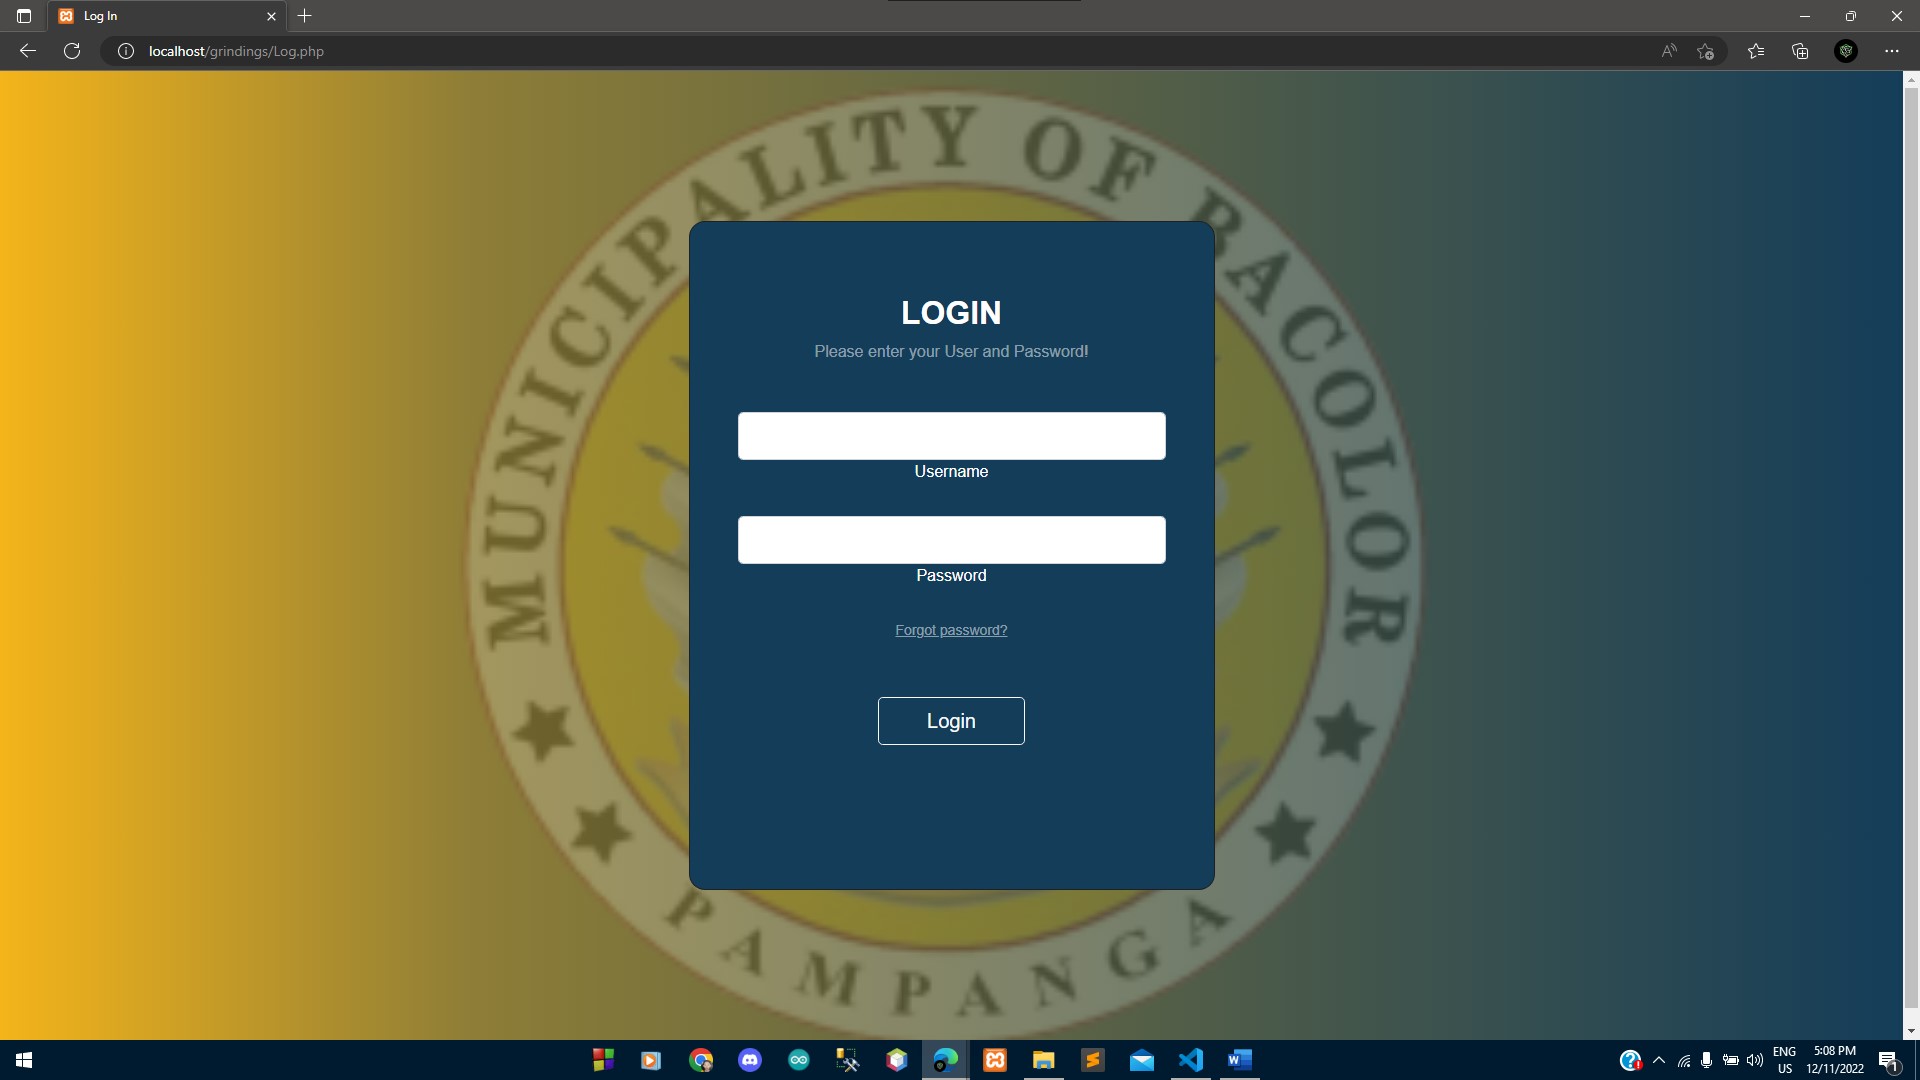 Log In
localhost/grindings/Log.php
MUNICIPALITY OF BACOLOR
LOGIN
Please enter your User and Password!
Username
Password
Forgot password?
Login
PAMPANGA
ENG
US
5:08 PM
12/11/2022
1